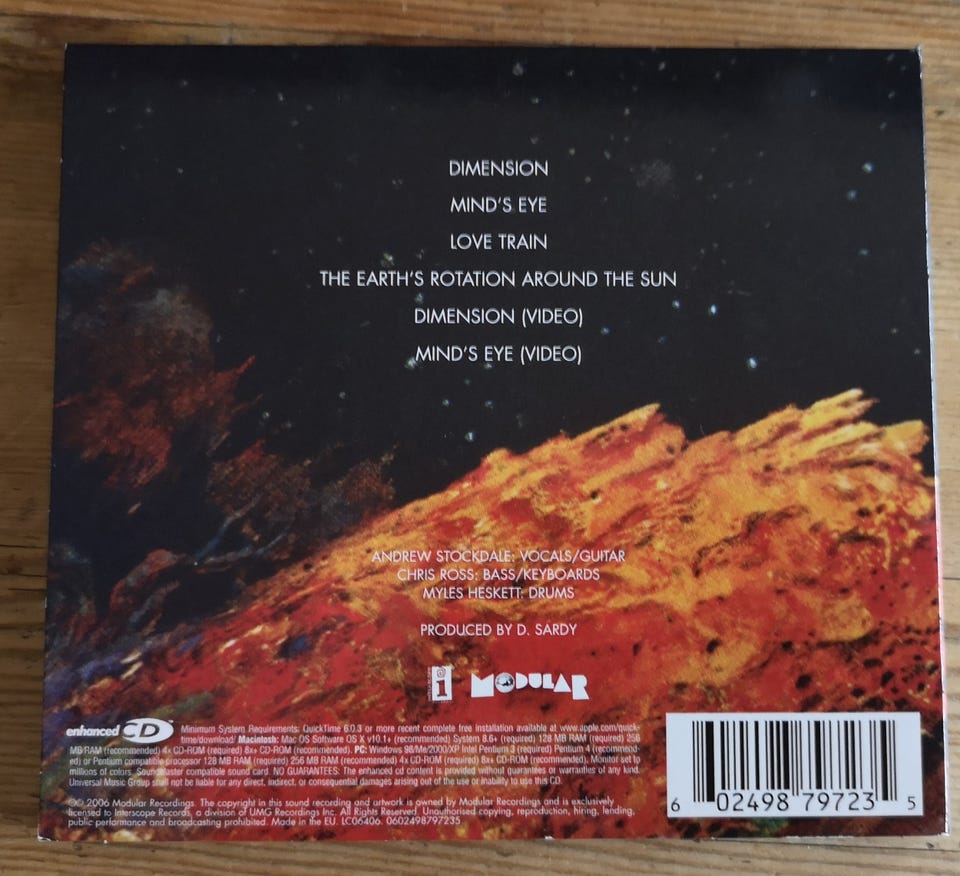 DIMENSION
MIND'S EYE
LOVE TRAIN
THE EARTH'S ROTATION AROUND THE SUN
DIMENSION (VIDEO)
MIND'S EYE (VIDEO)
ANDREW STOCKDALE: VOCALS/GUITAR
CHRIS ROSS: BASS/KEYBOARDS
MYLES HESKETT: DRUMS
PRODUCED BY D. SARDY
MODULAR
enhanced CD
Minimum System Requirements: QuickTime 6.0.3 or more recent complete free installation available at www.apple.com/quick-
time/download/ Macintosh: Mac OS Software OS X v10.1+ (recommended) System 8.6+ (required) 128 MB RAM (required) 256
MB RAM (recommended) 4x CD-ROM (required) 8x+ CD-ROM (recommended). PC: Windows 98/Me/2000/XP Intel Pentium 3 (required) Pentium 4 (recommend-
ed) or Pentium compatible processor 128 MB RAM (required) 256 MB RAM (recommended) 4x CD-ROM (required) 8x+ CD-ROM (recommended). Monitor set to
millions of colors. Soundblaster compatible sound card. NO GUARANTEES: The enhanced cd content is provided without guarantees or warranties of any kind.
Universal Music Group shall not be liable for any direct, indirect, or consequential damages arising out of the use or inability to use this CD.
℗© 2006 Modular Recordings. The copyright in this sound recording and artwork is owned by Modular Recordings and is exclusively
licensed to Interscope Records, a division of UMG Recordings Inc. All Rights Reserved. Unauthorised copying, reproduction, hiring, lending,
public performance and broadcasting prohibited. Made in the EU. LC06406. 0602498797235
6 02498 79723 5